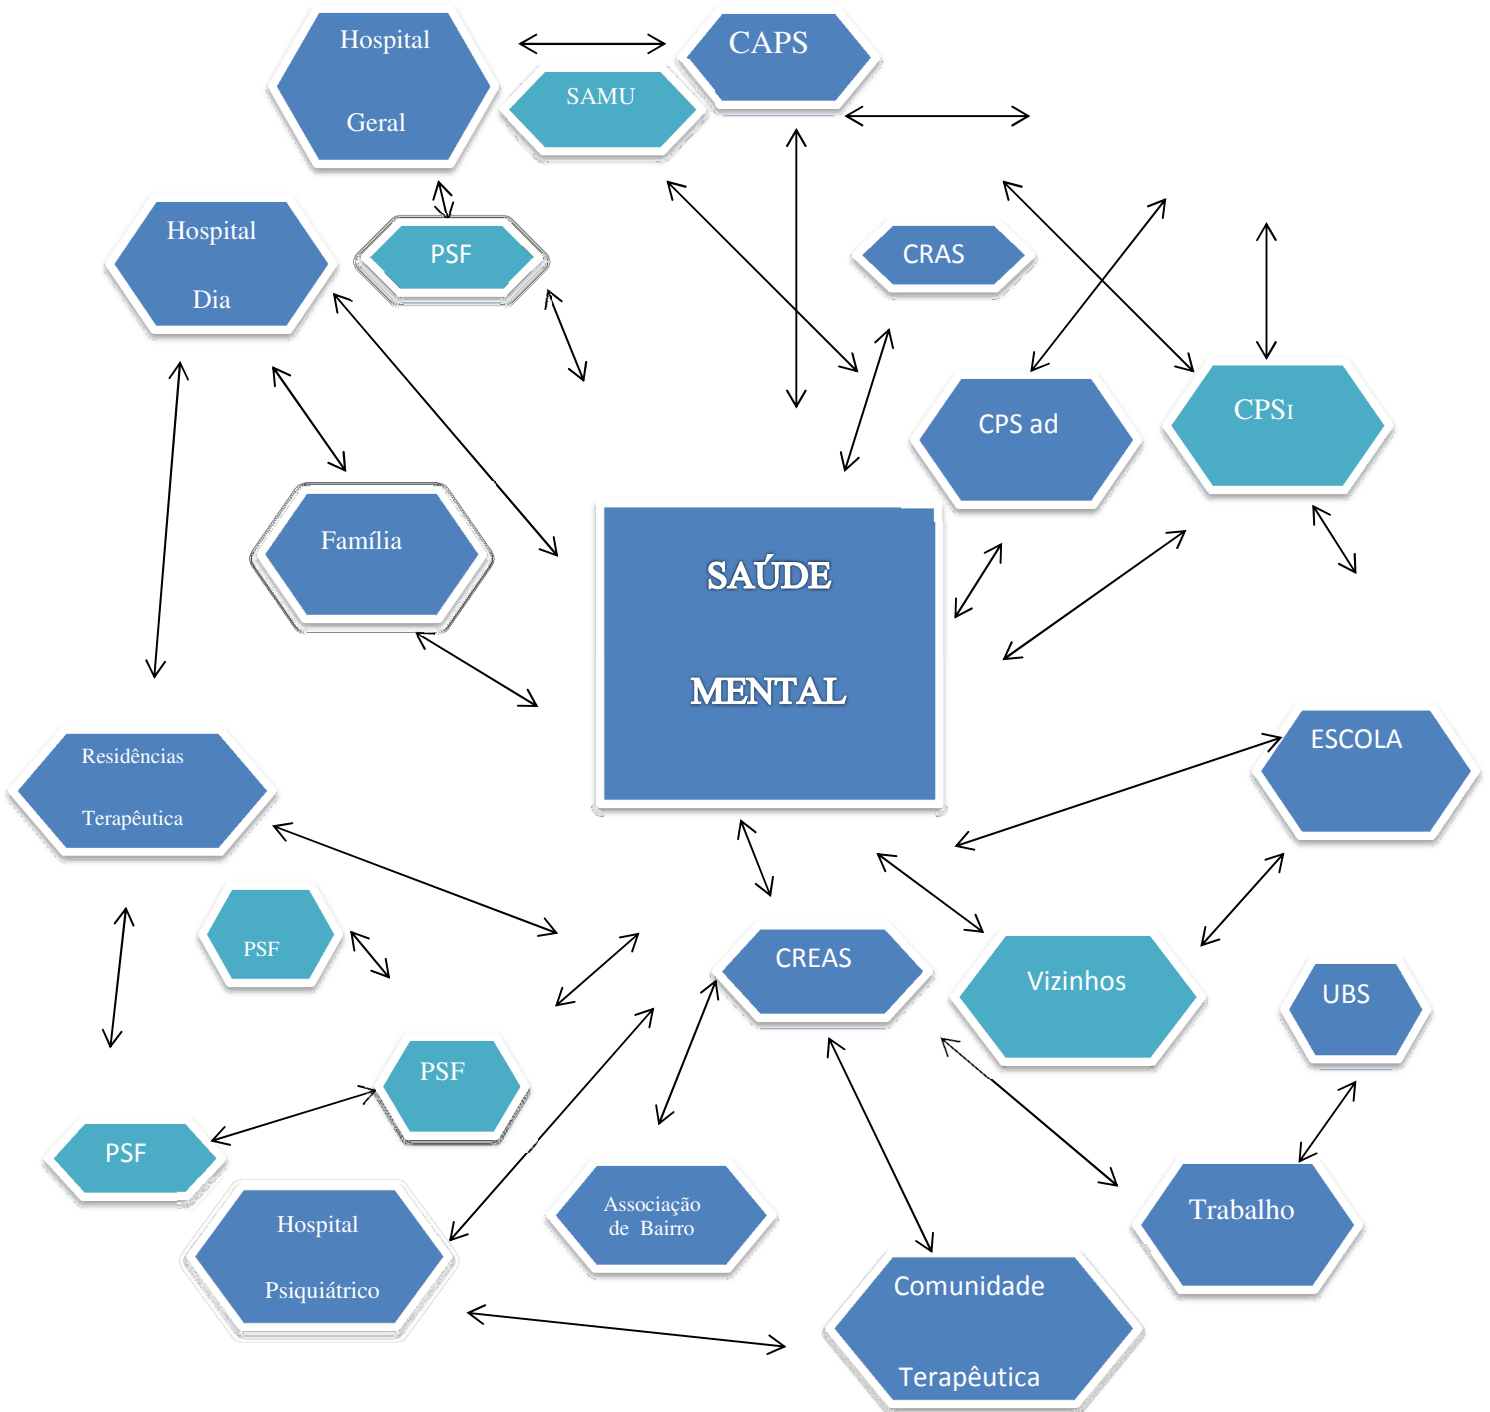 Hospital
Geral
CAPS
SAMU
Hospital
Dia
PSF
CRAS
CPS ad
CPSI
Família
SAÚDE
MENTAL
ESCOLA
Residências
Terapêutica
PSF
CREAS
Vizinhos
UBS
PSF
PSF
Hospital
Psiquiátrico
Associação
de Bairro
Trabalho
Comunidade
Terapêutica